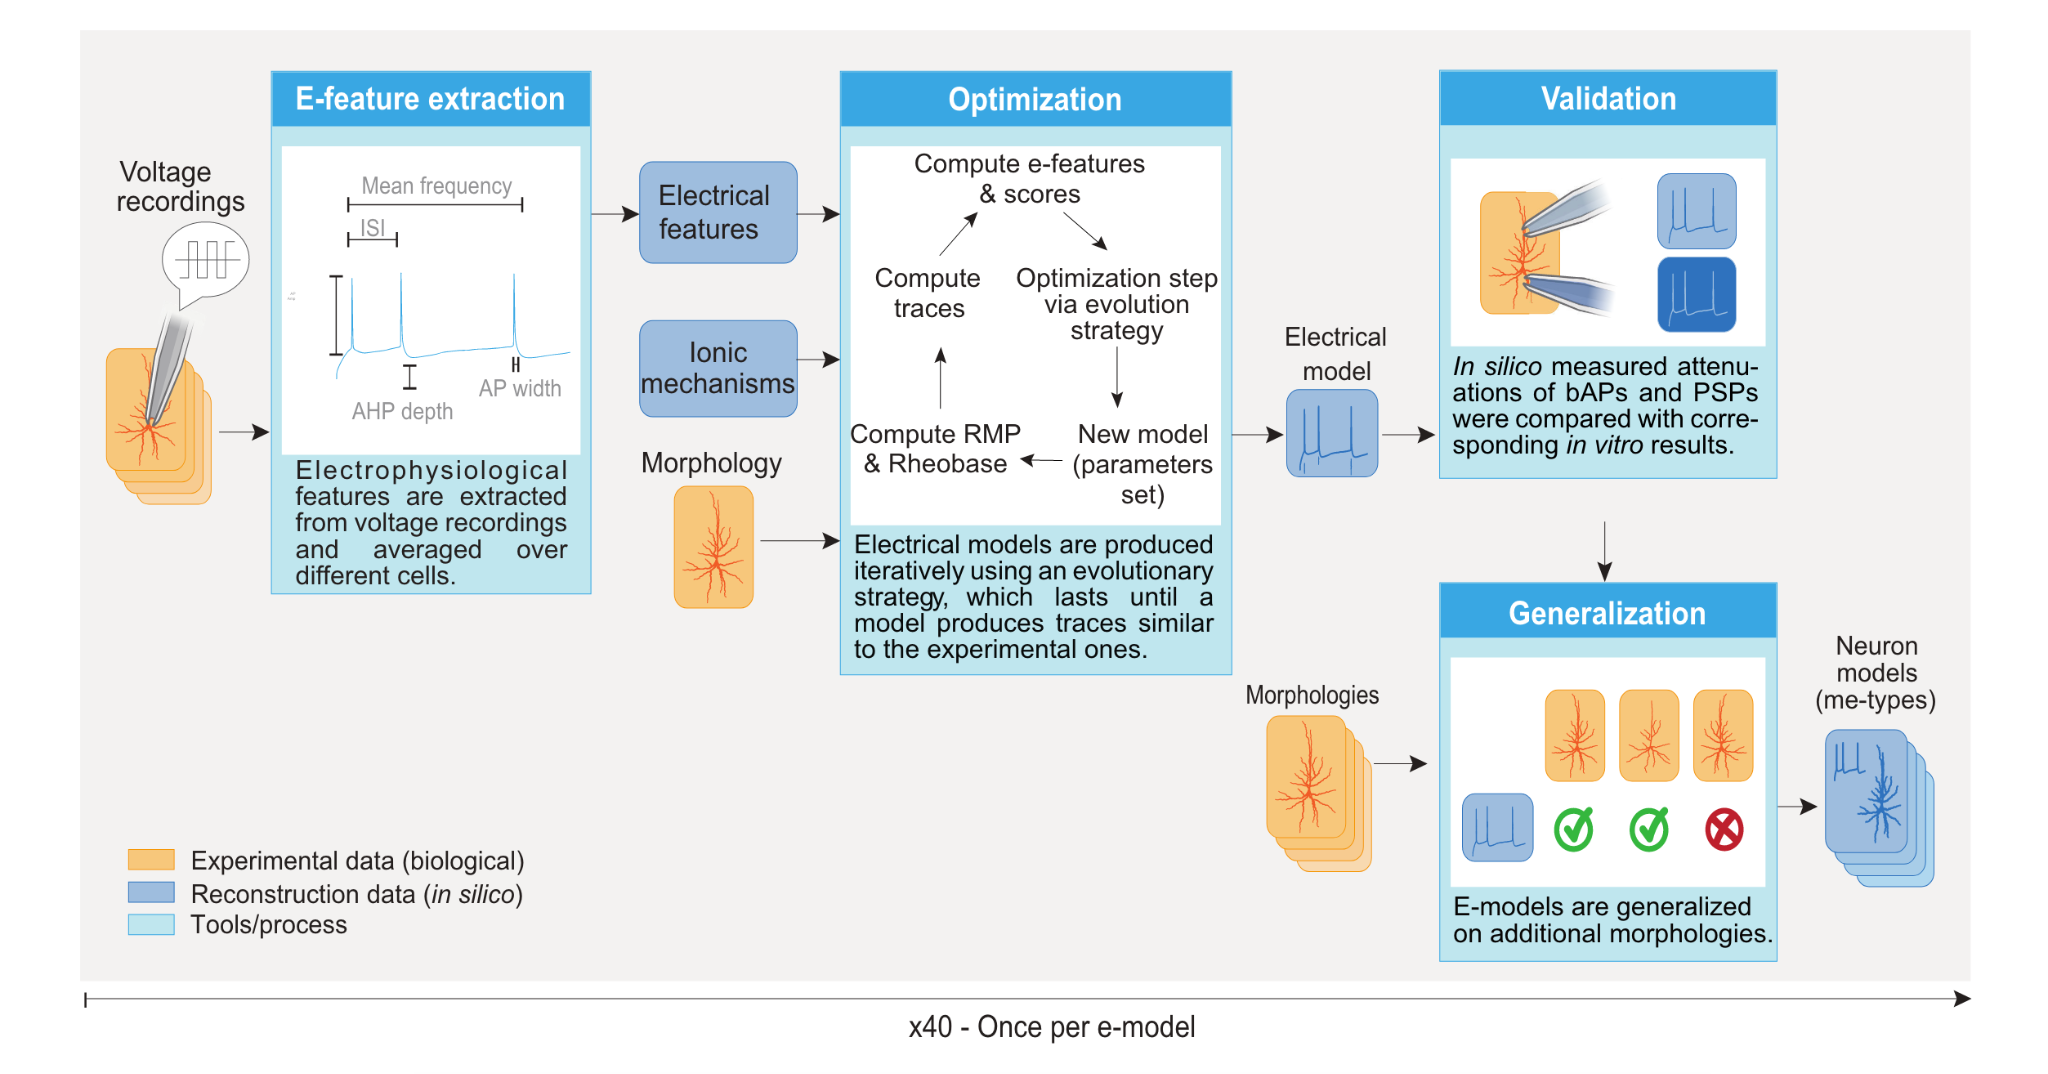 E-feature extraction
Voltage
recordings
Mean frequency
ISI
AP width
AHP depth
Electrophysiological
features are extracted
from voltage recordings
and averaged over
different cells.
Electrical
features
Ionic
mechanisms
Morphology
Optimization
Compute e-features
& scores
Compute
traces
Optimization step
via evolution
strategy
Compute RMP
& Rheobase
New model
(parameters
set)
Electrical models are produced
iteratively using an evolutionary
strategy, which lasts until a
model produces traces similar
to the experimental ones.
Electrical
model
Validation
In silico measured attenu-
ations of bAPs and PSPs
were compared with corre-
sponding in vitro results.
Morphologies
Generalization
E-models are generalized
on additional morphologies.
Neuron
models
(me-types)
Experimental data (biological)
Reconstruction data (in silico)
Tools/process
x40 - Once per e-model